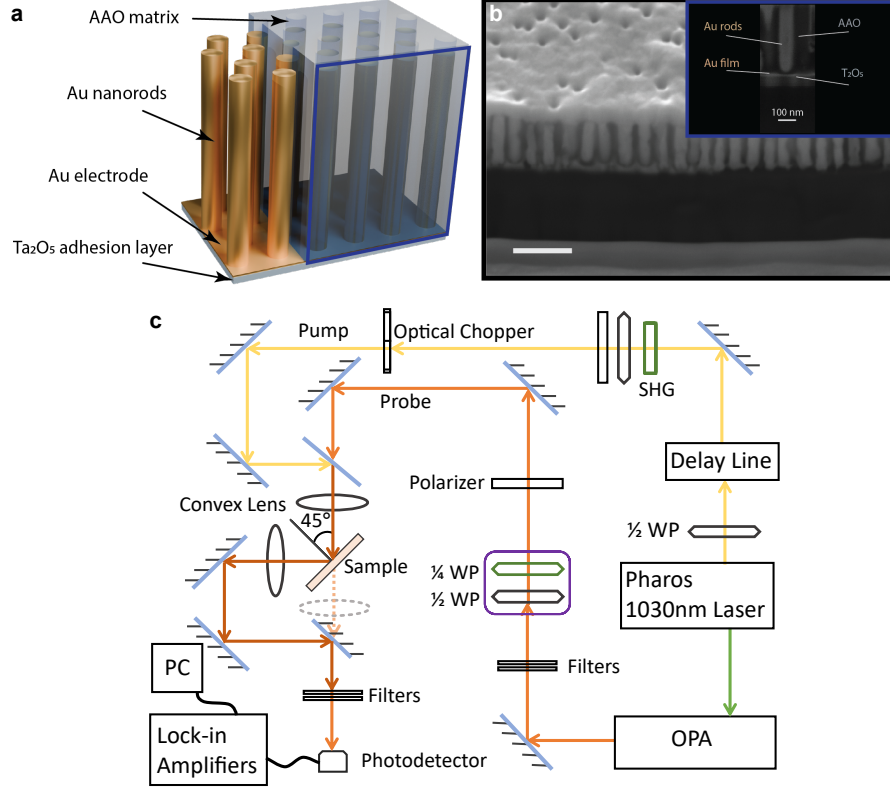 a
AAO matrix
Au nanorods
Au electrode
Ta₂O₅ adhesion layer
b
Au rods
AAO
Au film
T₂O₅
100 nm
c
Pump
Optical Chopper
SHG
Probe
Delay Line
Polarizer
Convex Lens
45°
½ WP
Sample
¼ WP
½ WP
Pharos
1030nm Laser
PC
Filters
Filters
Lock-in
Amplifiers
Photodetector
OPA